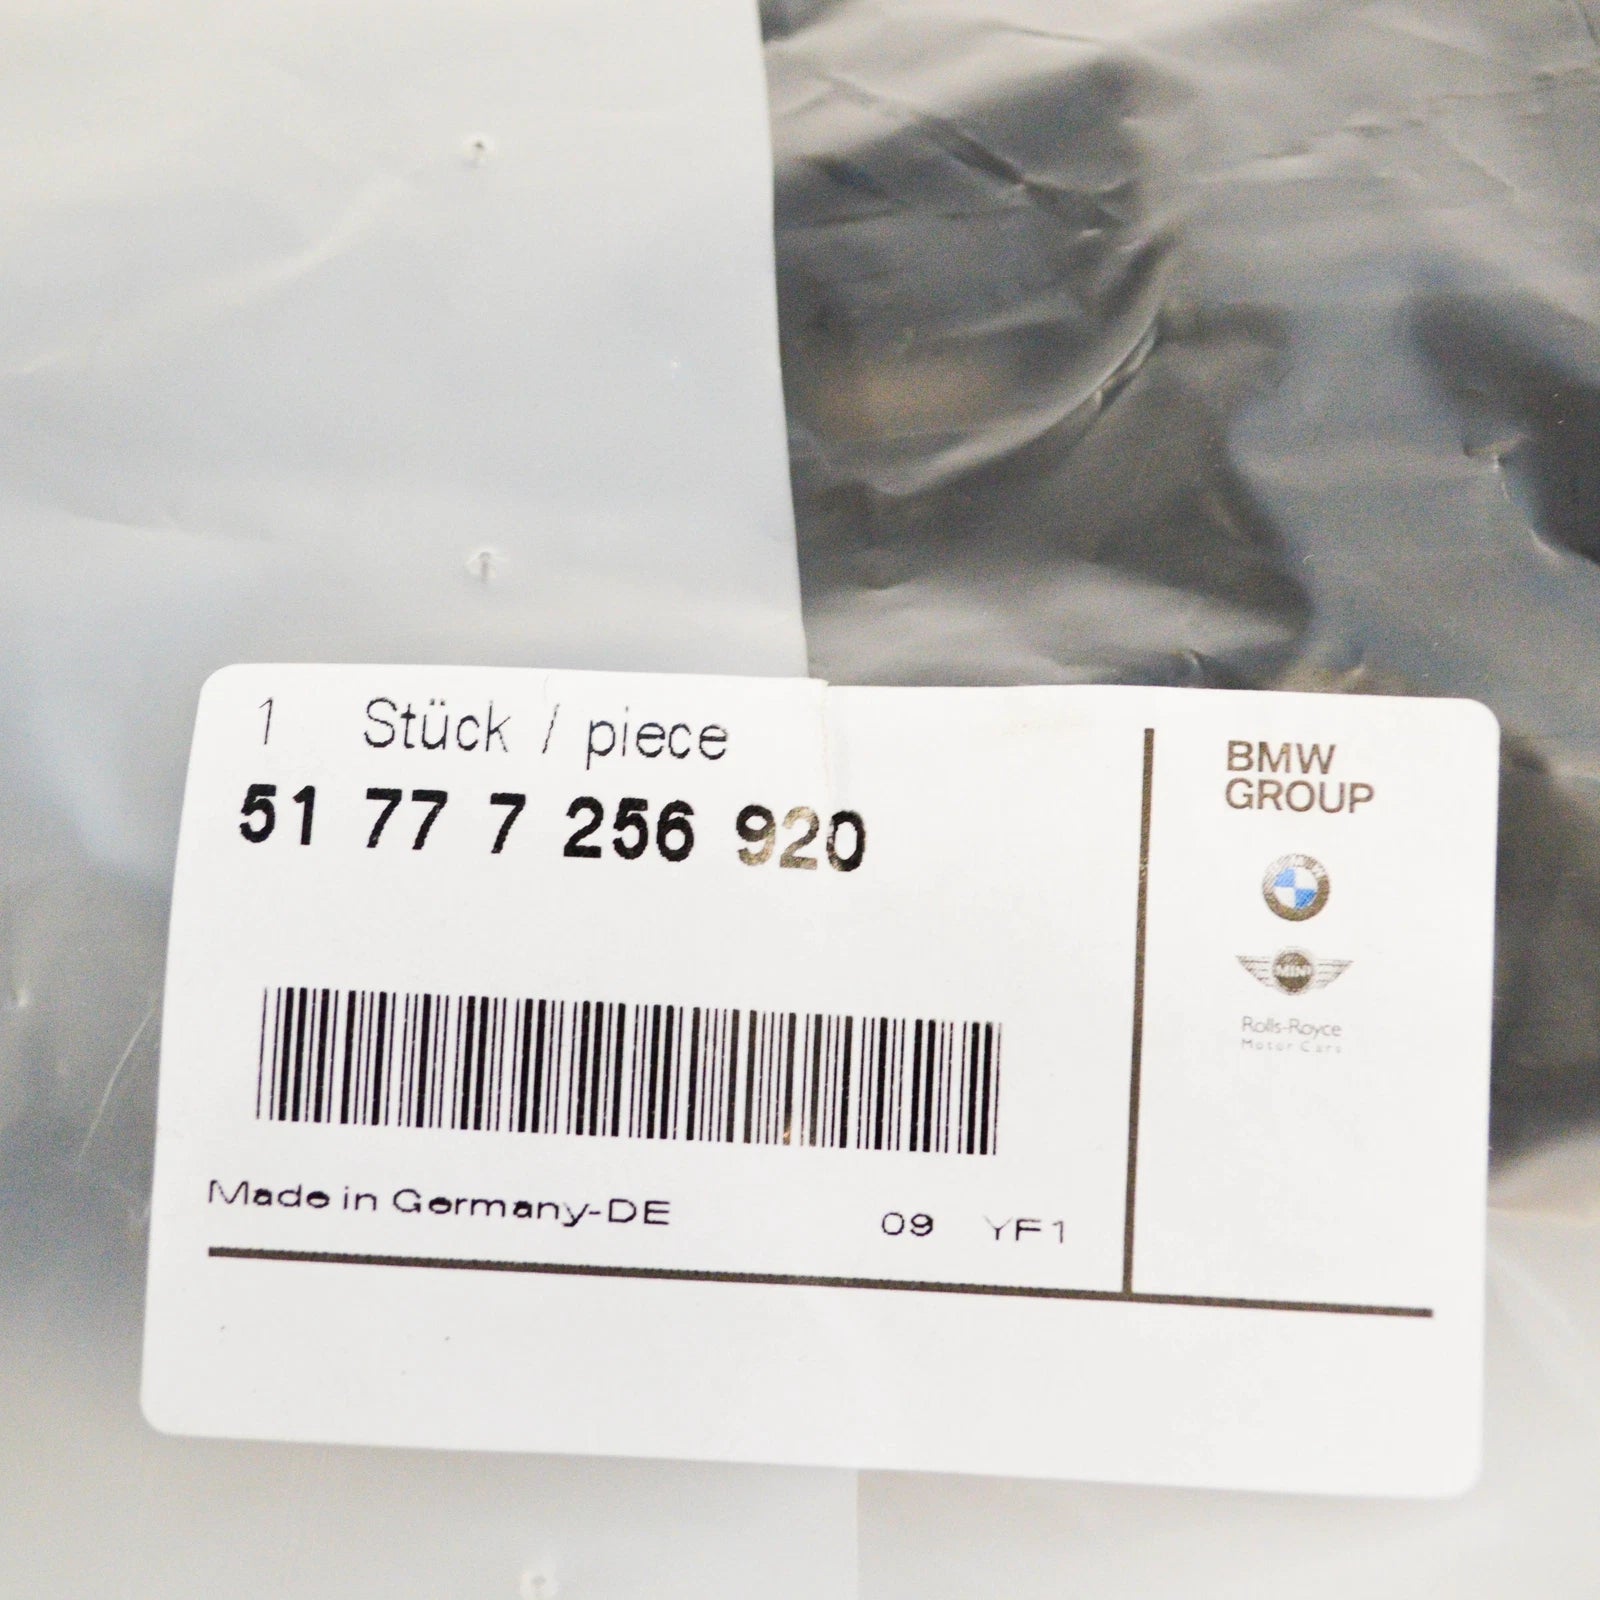 1 Stück / piece
51 77 7 256 920
Made in Germany-DE
09 YF1
BMW
GROUP
MINI
Rolls-Royce
Motor Cars